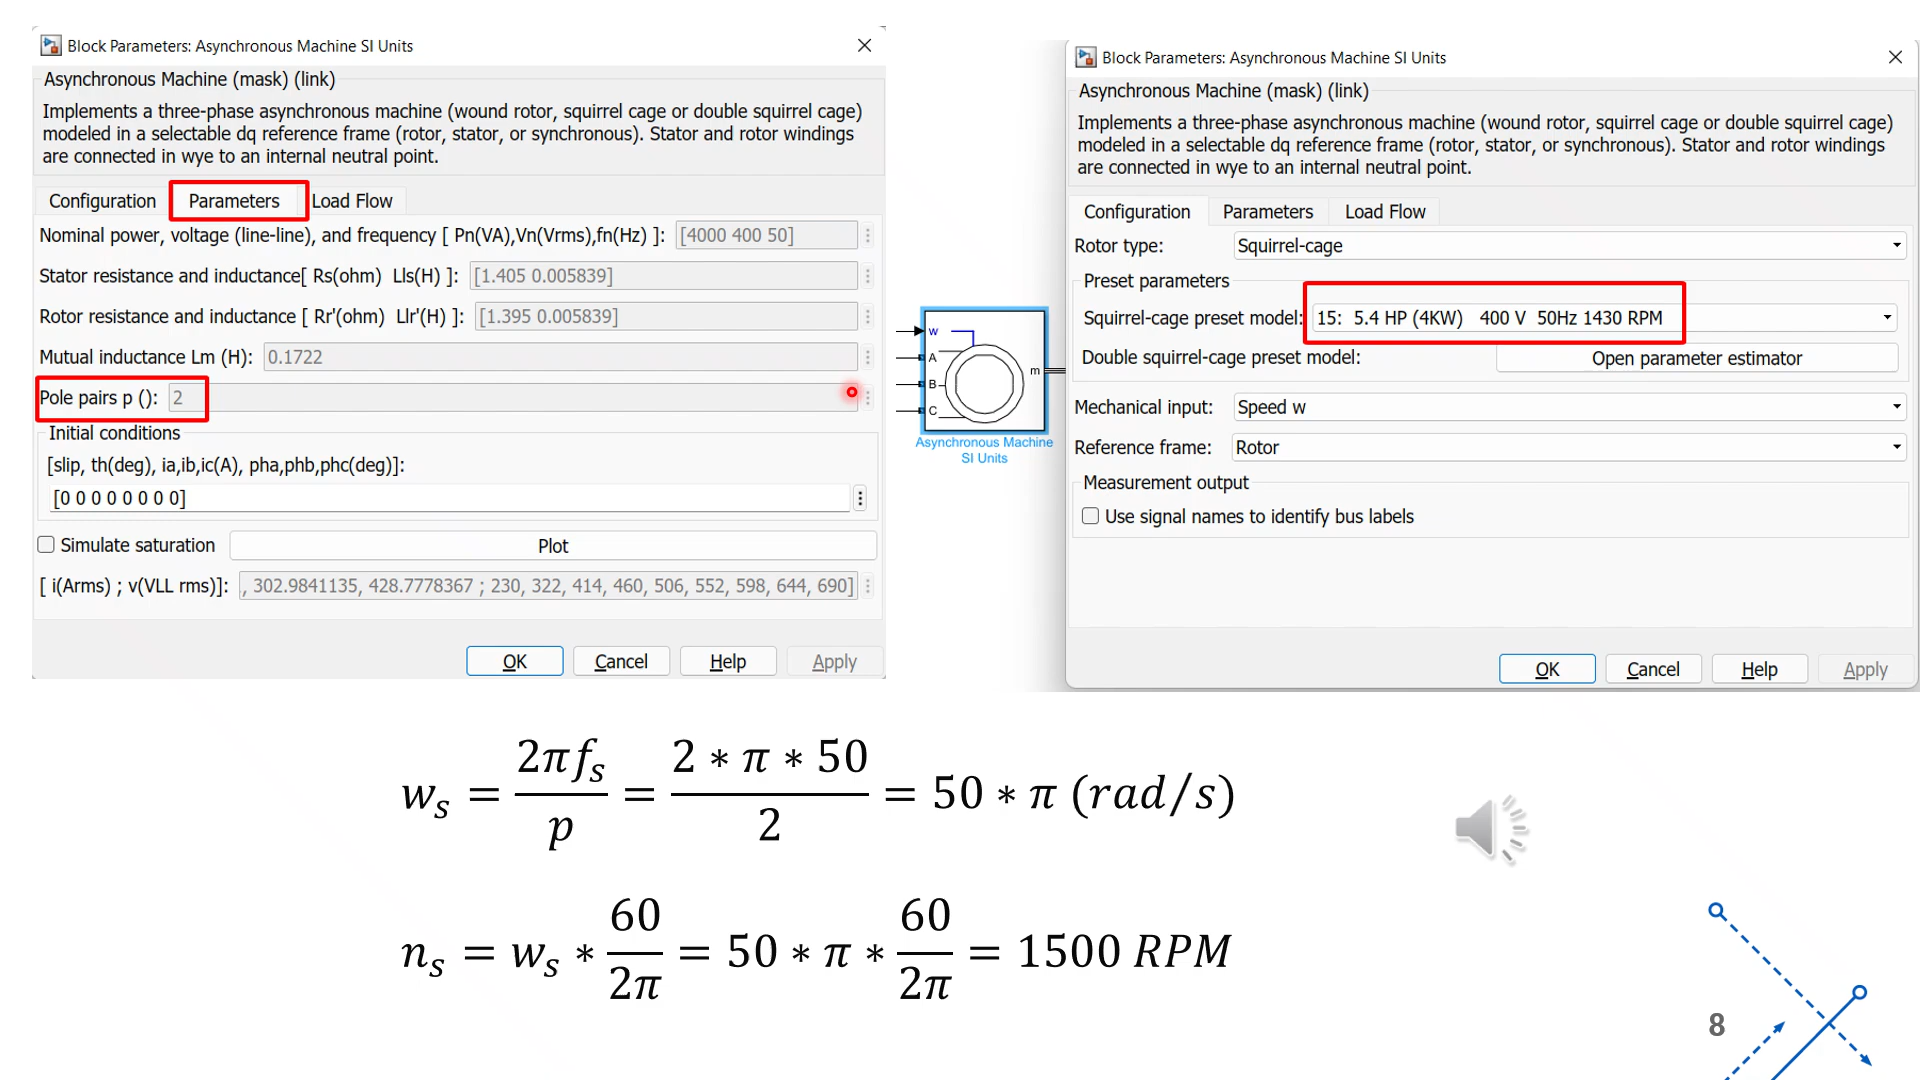 Block Parameters: Asynchronous Machine SI Units
Asynchronous Machine (mask) (link)
Implements a three-phase asynchronous machine (wound rotor, squirrel cage or double squirrel cage)
modeled in a selectable dq reference frame (rotor, stator, or synchronous). Stator and rotor windings
are connected in wye to an internal neutral point.
Configuration Parameters Load Flow
Nominal power, voltage (line-line), and frequency [ Pn(VA),Vn(Vrms),fn(Hz) ]: [4000 400 50]
Stator resistance and inductance[ Rs(ohm) Lls(H) ]: [1.405 0.005839]
Rotor resistance and inductance [ Rr'(ohm) Llr'(H) ]: [1.395 0.005839]
Mutual inductance Lm (H): 0.1722
Pole pairs p (): 2
Initial conditions
[slip, th(deg), ia,ib,ic(A), pha,phb,phc(deg)]:
[0 0 0 0 0 0 0 0]
Simulate saturation Plot
[ i(Arms) ; v(VLL rms)]: , 302.9841135, 428.7778367 ; 230, 322, 414, 460, 506, 552, 598, 644, 690]
OK Cancel Help Apply
w
A
B
C
m
Asynchronous Machine
SI Units
Block Parameters: Asynchronous Machine SI Units
Asynchronous Machine (mask) (link)
Implements a three-phase asynchronous machine (wound rotor, squirrel cage or double squirrel cage)
modeled in a selectable dq reference frame (rotor, stator, or synchronous). Stator and rotor windings
are connected in wye to an internal neutral point.
Configuration Parameters Load Flow
Rotor type: Squirrel-cage
Preset parameters
Squirrel-cage preset model: 15: 5.4 HP (4KW) 400 V 50Hz 1430 RPM
Double squirrel-cage preset model: Open parameter estimator
Mechanical input: Speed w
Reference frame: Rotor
Measurement output
Use signal names to identify bus labels
OK Cancel Help Apply
w_s = 2πf_s/p = 2 * π * 50/2 = 50 * π (rad/s)
n_s = w_s * 60/2π = 50 * π * 60/2π = 1500 RPM
8